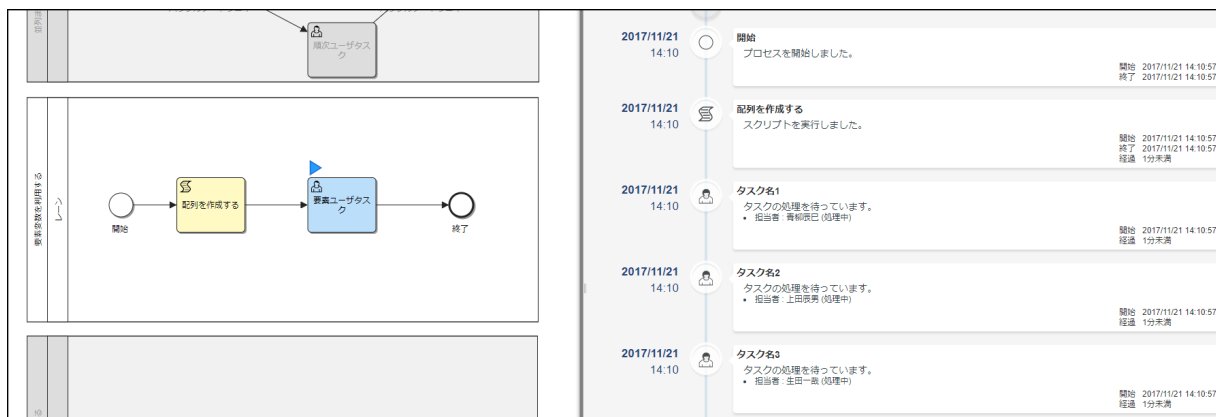 順次ユーザタス
ク
要素変数を利用する
レーン
開始
配列を作成する
要素ユーザタス
ク
終了
2017/11/21
14:10
開始
プロセスを開始しました。
開始 2017/11/21 14:10:57
終了 2017/11/21 14:10:57
2017/11/21
14:10
配列を作成する
スクリプトを実行しました。
開始 2017/11/21 14:10:57
終了 2017/11/21 14:10:57
経過 1分未満
2017/11/21
14:10
タスク名1
タスクの処理を待っています。
• 担当者 : 青柳辰巳 (処理中)
開始 2017/11/21 14:10:57
経過 1分未満
2017/11/21
14:10
タスク名2
タスクの処理を待っています。
• 担当者 : 上田辰男 (処理中)
開始 2017/11/21 14:10:57
経過 1分未満
2017/11/21
14:10
タスク名3
タスクの処理を待っています。
• 担当者 : 生田一哉 (処理中)
開始 2017/11/21 14:10:57
経過 1分未満